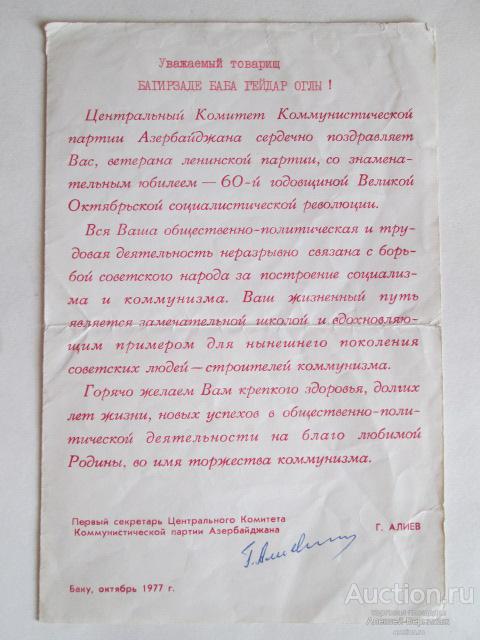 Уважаемый товарищ
БАГИРЗАДЕ БАБА ГЕЙДАР ОГЛЫ !
Центральный Комитет Коммунистической
партии Азербайджана сердечно поздравляет
Вас, ветерана ленинской партии, со знамена-
тельным юбилеем — 60-й годовщиной Великой
Октябрьской социалистической революции.
Вся Ваша общественно-политическая и тру-
довая деятельность неразрывно связана с борь-
бой советского народа за построение социализ-
ма и коммунизма. Ваш жизненный путь
является замечательной школой и вдохновляю-
щим примером для нынешнего поколения
советских людей — строителей коммунизма.
Горячо желаем Вам крепкого здоровья, долгих
лет жизни, новых успехов в общественно-поли-
тической деятельности на благо любимой
Родины, во имя торжества коммунизма.
Первый секретарь Центрального Комитета
Коммунистической партии Азербайджана
Г. АЛИЕВ
Г. Алиев
Баку, октябрь 1977 г.
Auction.ru